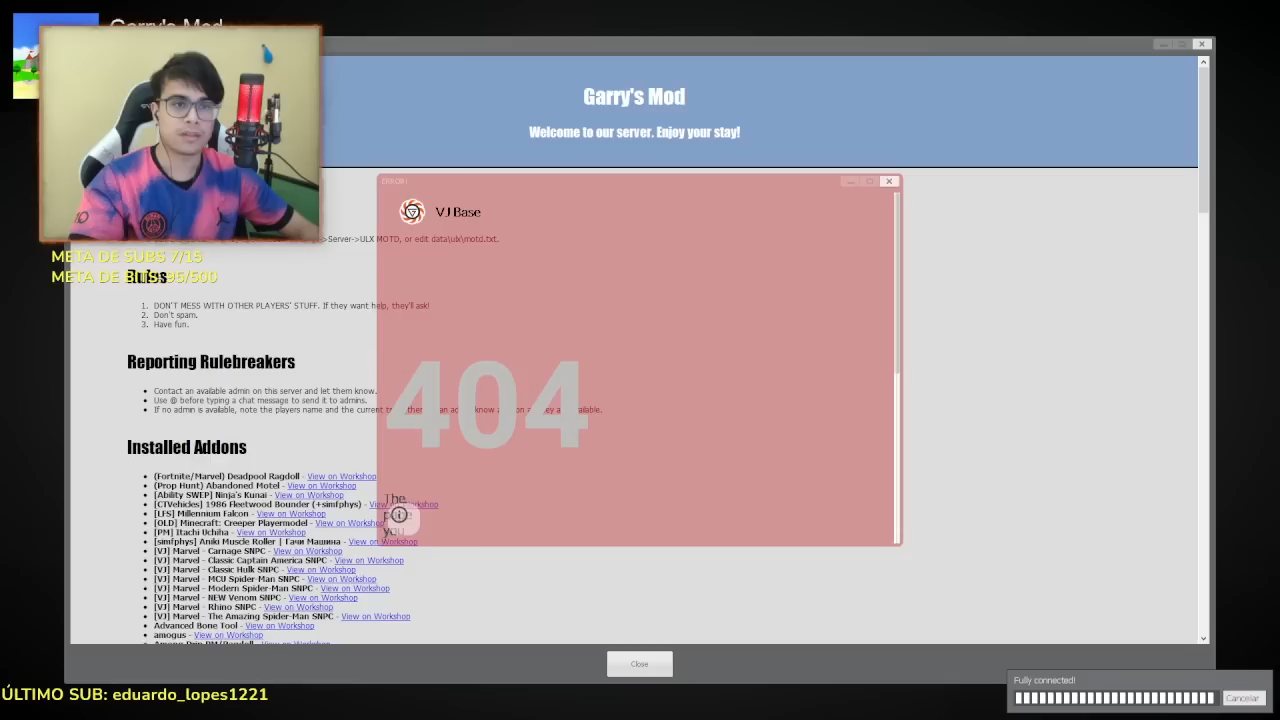 Garry's Mod
Garry's Mod
Welcome to our server. Enjoy your stay!
ERROR!
VJ Base
>Server->ULX MOTD, or edit data\ulx\motd.txt.
META DE SUBS 7/15
META DE BITS: 95/500
Rules
1. DON'T MESS WITH OTHER PLAYERS' STUFF. If they want help, they'll ask!
2. Don't spam.
3. Have fun.
Reporting Rulebreakers
Contact an available admin on this server and let them know.
Use @ before typing a chat message to send it to admins.
If no admin is available, note the players name and the current
404
Installed Addons
(Fortnite/Marvel) Deadpool Ragdoll - View on Workshop
(Prop Hunt) Abandoned Motel - View on Workshop
[Ability SWEP] Ninja's Kunai - View on Workshop
[CTVehicles] 1986 Fleetwood Bounder (+simfphys) - View on Workshop
[LFS] Millennium Falcon - View on Workshop
[OLD] Minecraft: Creeper Playermodel - View on Workshop
[PM] Itachi Uchiha - View on Workshop
[simfphys] Aniki Muscle Roller | Гачи Машина - View on Workshop
[VJ] Marvel - Carnage SNPC - View on Workshop
[VJ] Marvel - Classic Captain America SNPC - View on Workshop
[VJ] Marvel - Classic Hulk SNPC - View on Workshop
[VJ] Marvel - MCU Spider-Man SNPC - View on Workshop
[VJ] Marvel - Modern Spider-Man SNPC - View on Workshop
[VJ] Marvel - NEW Venom SNPC - View on Workshop
[VJ] Marvel - Rhino SNPC - View on Workshop
[VJ] Marvel - The Amazing Spider-Man SNPC - View on Workshop
Advanced Bone Tool - View on Workshop
amogus - View on Workshop
The
you
Close
Fully connected!
Cancelar
ÚLTIMO SUB: eduardo_lopes1221